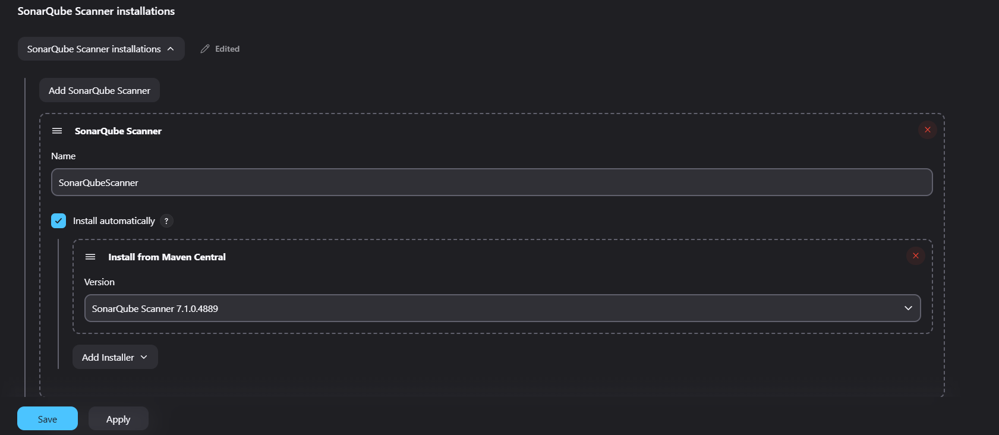 SonarQube Scanner installations
SonarQube Scanner installations
Edited
Add SonarQube Scanner
SonarQube Scanner
Name
SonarQubeScanner
Install automatically ?
Install from Maven Central
Version
SonarQube Scanner 7.1.0.4889
Add Installer
Save Apply